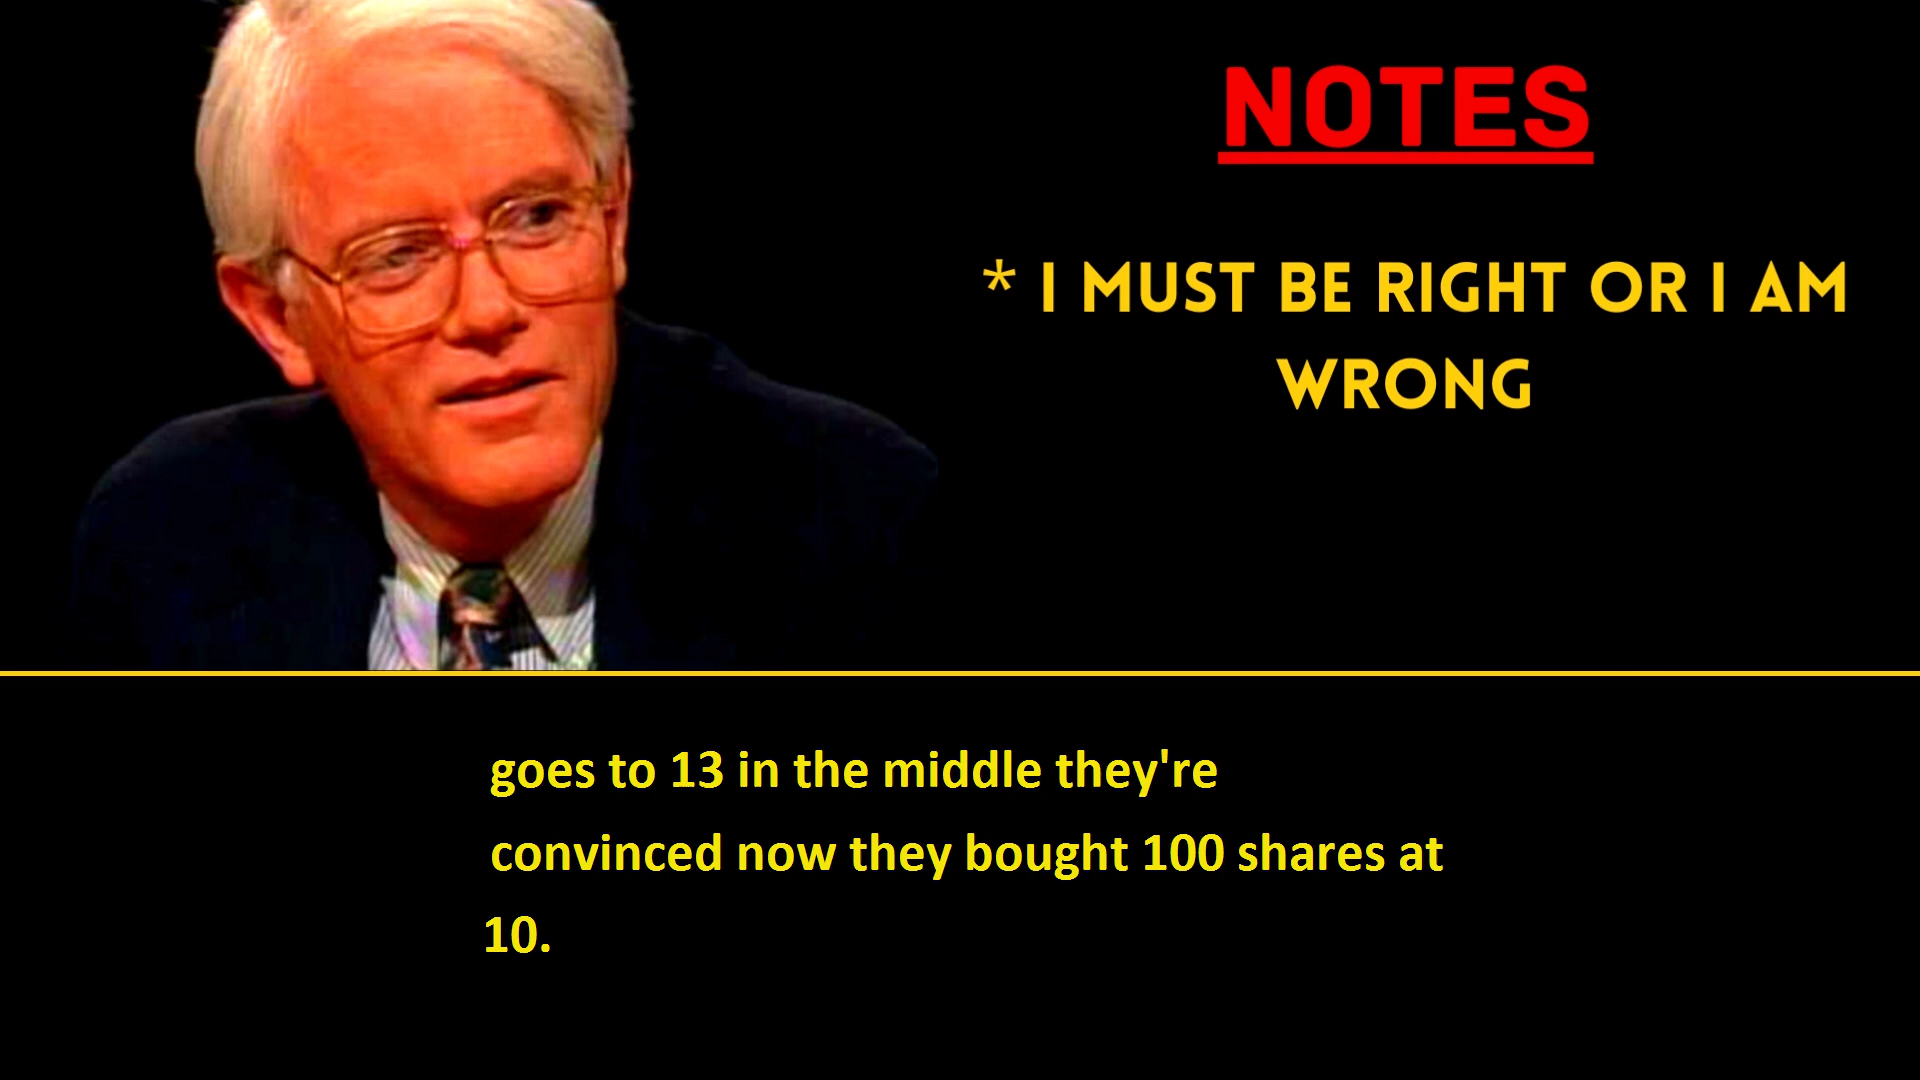 NOTES
* I MUST BE RIGHT OR I AM
WRONG
goes to 13 in the middle they're
convinced now they bought 100 shares at
10.